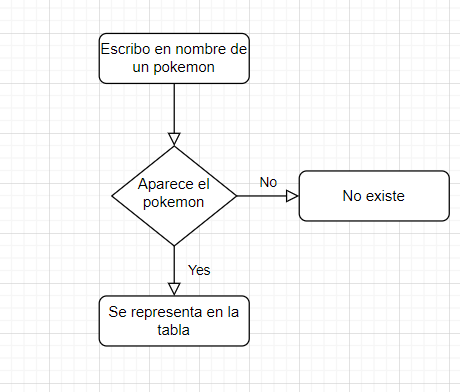 Escribo en nombre de
un pokemon
Aparece el
pokemon
No
No existe
Yes
Se representa en la
tabla